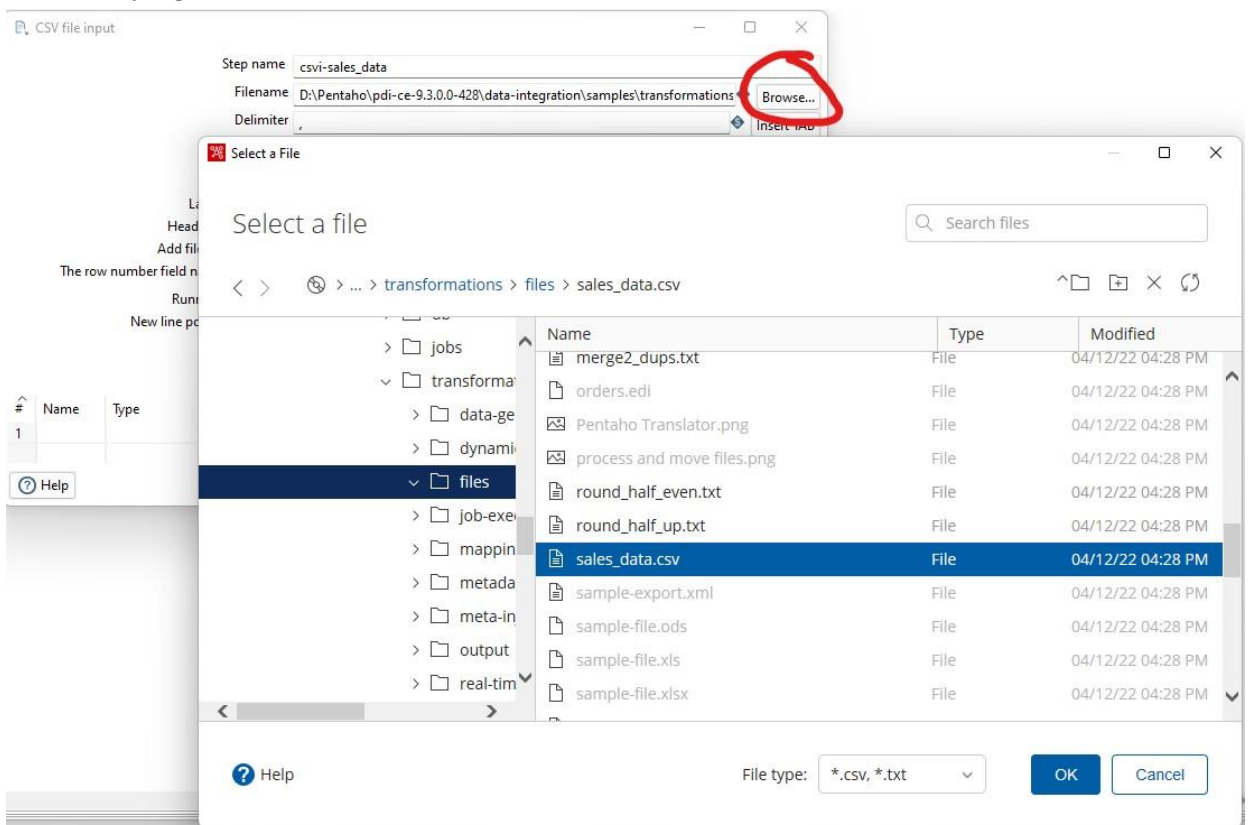 CSV file input
Step name csvi-sales_data
Filename D:\Pentaho\pdi-ce-9.3.0.0-428\data-integration\samples\transformations Browse...
Delimiter , Insert TAB
Head
Add file
The row number field n
New line po
# Name Type
1
Help
Select a File
Select a file
Search files
> ... > transformations > files > sales_data.csv
jobs
transforma
data-ge
dynami
files
job-exe
mappin
metada
meta-in
output
real-tim
Name Type Modified
merge2_dups.txt File 04/12/22 04:28 PM
orders.edi File 04/12/22 04:28 PM
Pentaho Translator.png File 04/12/22 04:28 PM
process and move files.png File 04/12/22 04:28 PM
round_half_even.txt File 04/12/22 04:28 PM
round_half_up.txt File 04/12/22 04:28 PM
sales_data.csv File 04/12/22 04:28 PM
sample-export.xml File 04/12/22 04:28 PM
sample-file.ods File 04/12/22 04:28 PM
sample-file.xls File 04/12/22 04:28 PM
sample-file.xlsx File 04/12/22 04:28 PM
Help
File type: *.csv, *.txt
OK Cancel